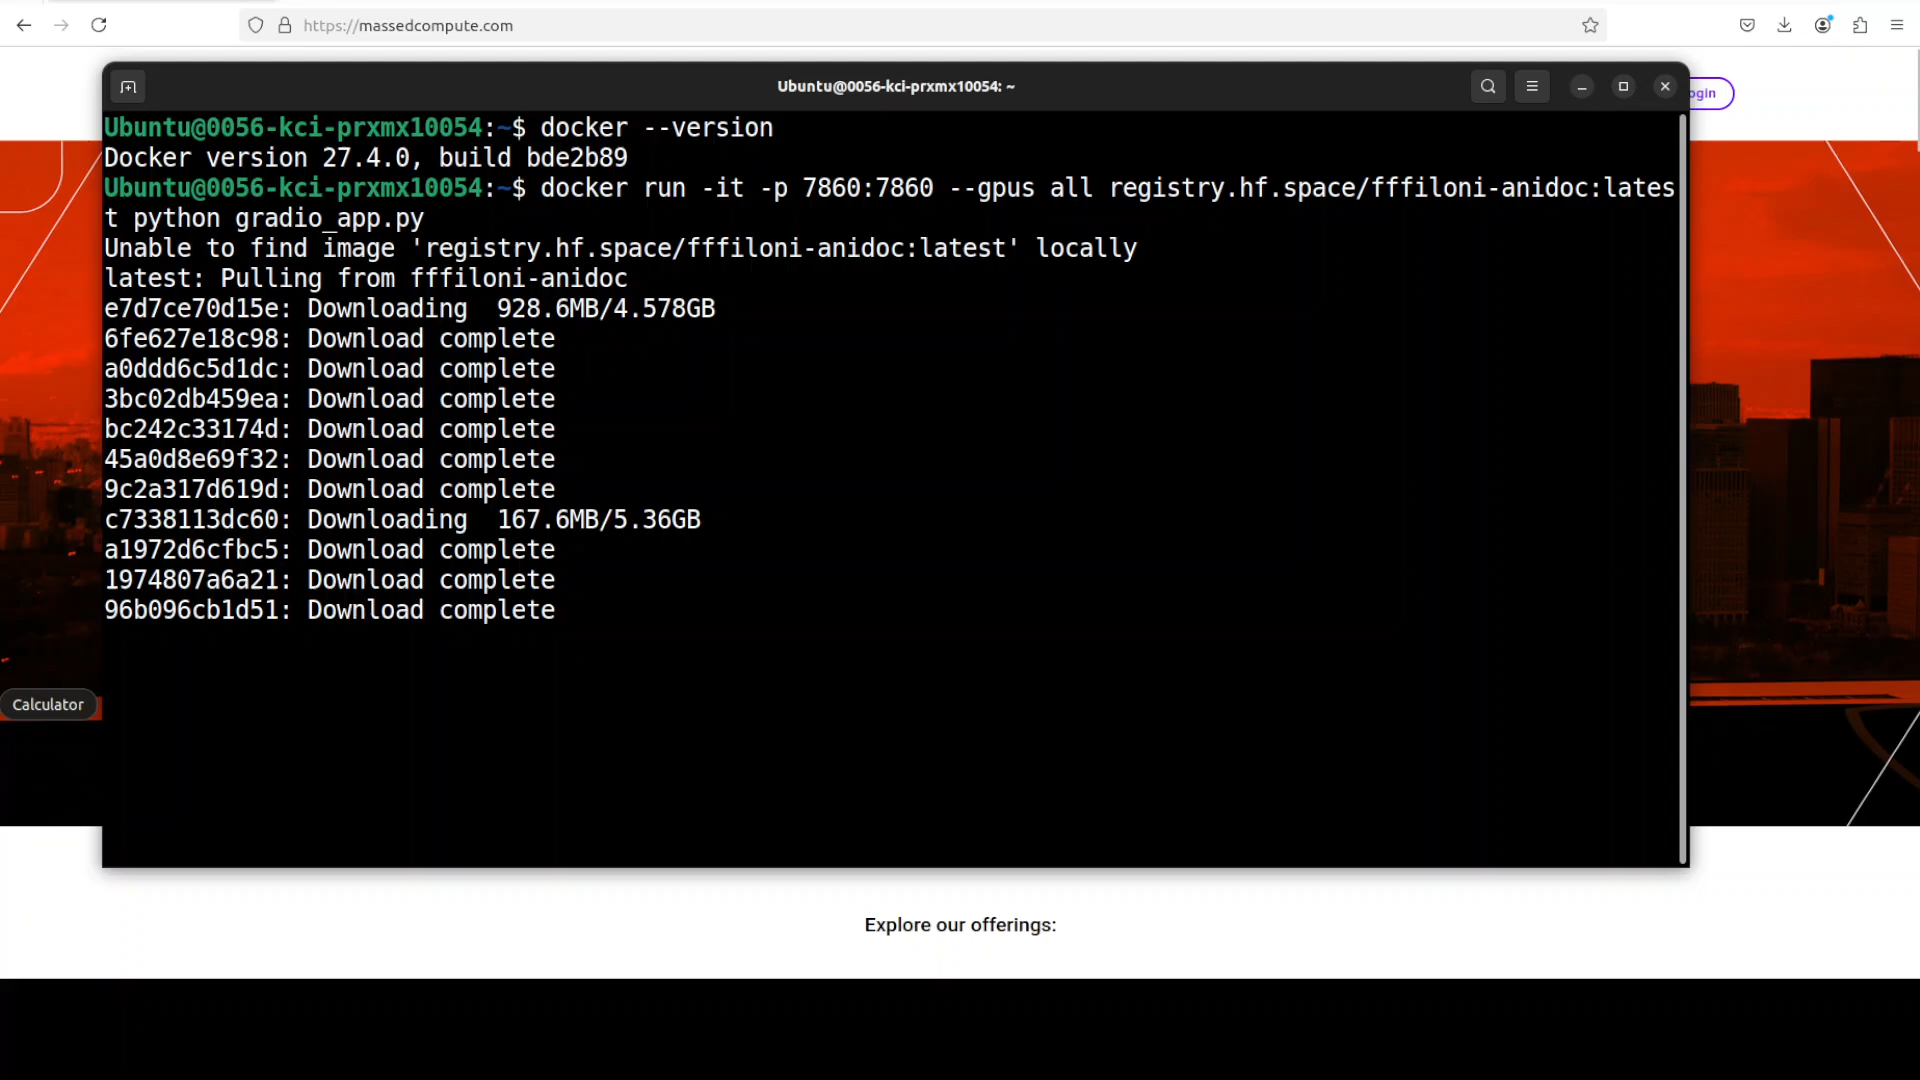 https://massedcompute.com
Ubuntu@0056-kci-prxmx10054: ~
ogin
Ubuntu@0056-kci-prxmx10054:~$ docker --version
Docker version 27.4.0, build bde2b89
Ubuntu@0056-kci-prxmx10054:~$ docker run -it -p 7860:7860 --gpus all registry.hf.space/fffiloni-anidoc:lates
t python gradio_app.py
Unable to find image 'registry.hf.space/fffiloni-anidoc:latest' locally
latest: Pulling from fffiloni-anidoc
e7d7ce70d15e: Downloading  928.6MB/4.578GB
6fe627e18c98: Download complete
a0ddd6c5d1dc: Download complete
3bc02db459ea: Download complete
bc242c33174d: Download complete
45a0d8e69f32: Download complete
9c2a317d619d: Download complete
c7338113dc60: Downloading  167.6MB/5.36GB
a1972d6cfbc5: Download complete
1974807a6a21: Download complete
96b096cb1d51: Download complete
Calculator
Explore our offerings: